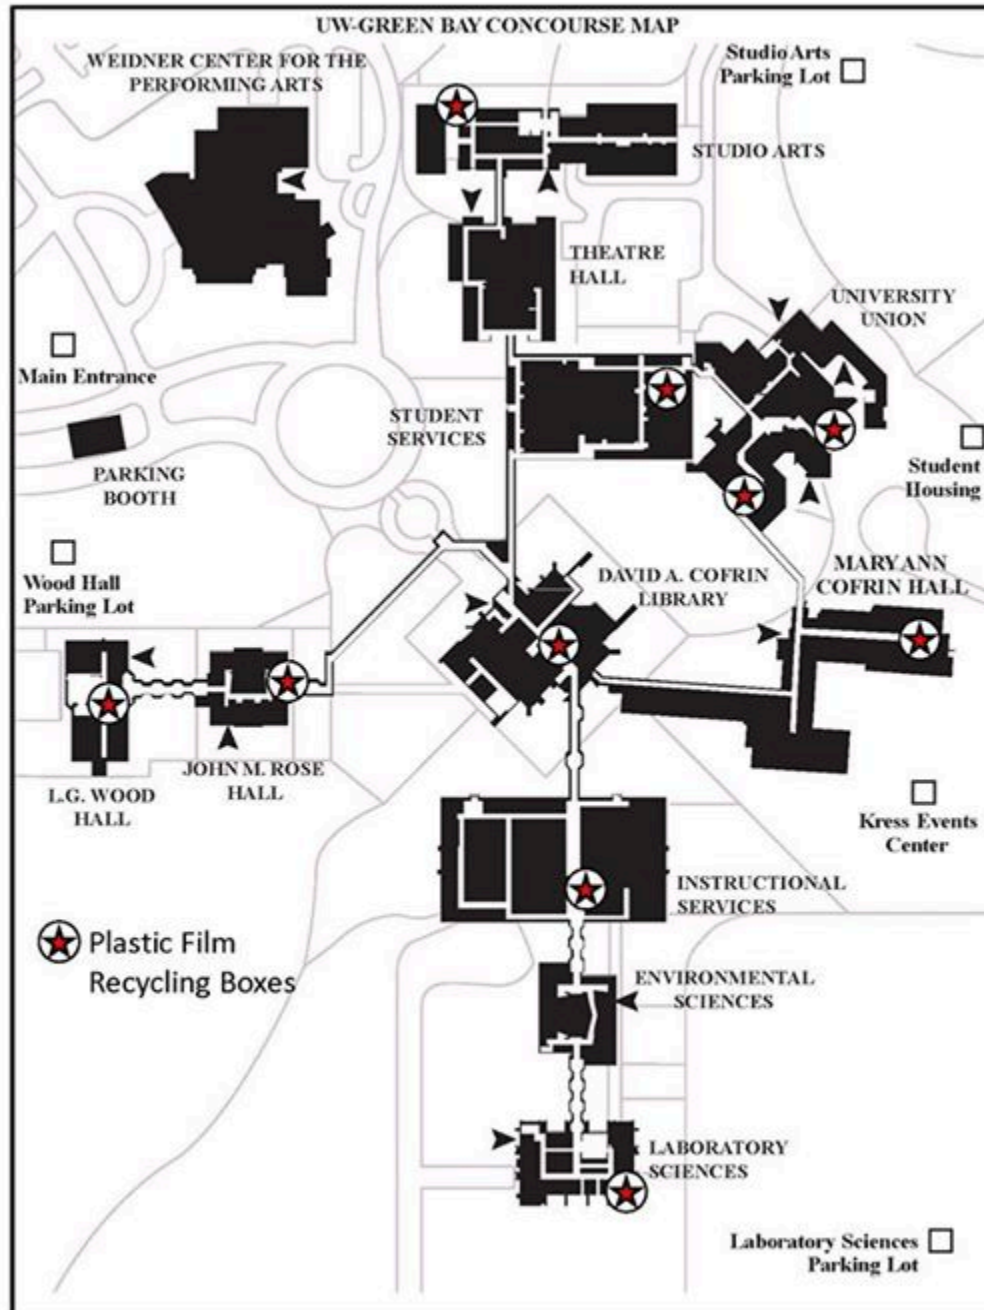 UW-GREEN BAY CONCOURSE MAP
WEIDNER CENTER FOR THE
PERFORMING ARTS
Studio Arts
Parking Lot
STUDIO ARTS
THEATRE
HALL
UNIVERSITY
UNION
Main Entrance
STUDENT
SERVICES
PARKING
BOOTH
Student
Housing
Wood Hall
Parking Lot
DAVID A. COFRIN
LIBRARY
MARY ANN
COFRIN HALL
JOHN M. ROSE
HALL
L.G. WOOD
HALL
Kress Events
Center
INSTRUCTIONAL
SERVICES
Plastic Film
Recycling Boxes
ENVIRONMENTAL
SCIENCES
LABORATORY
SCIENCES
Laboratory Sciences
Parking Lot